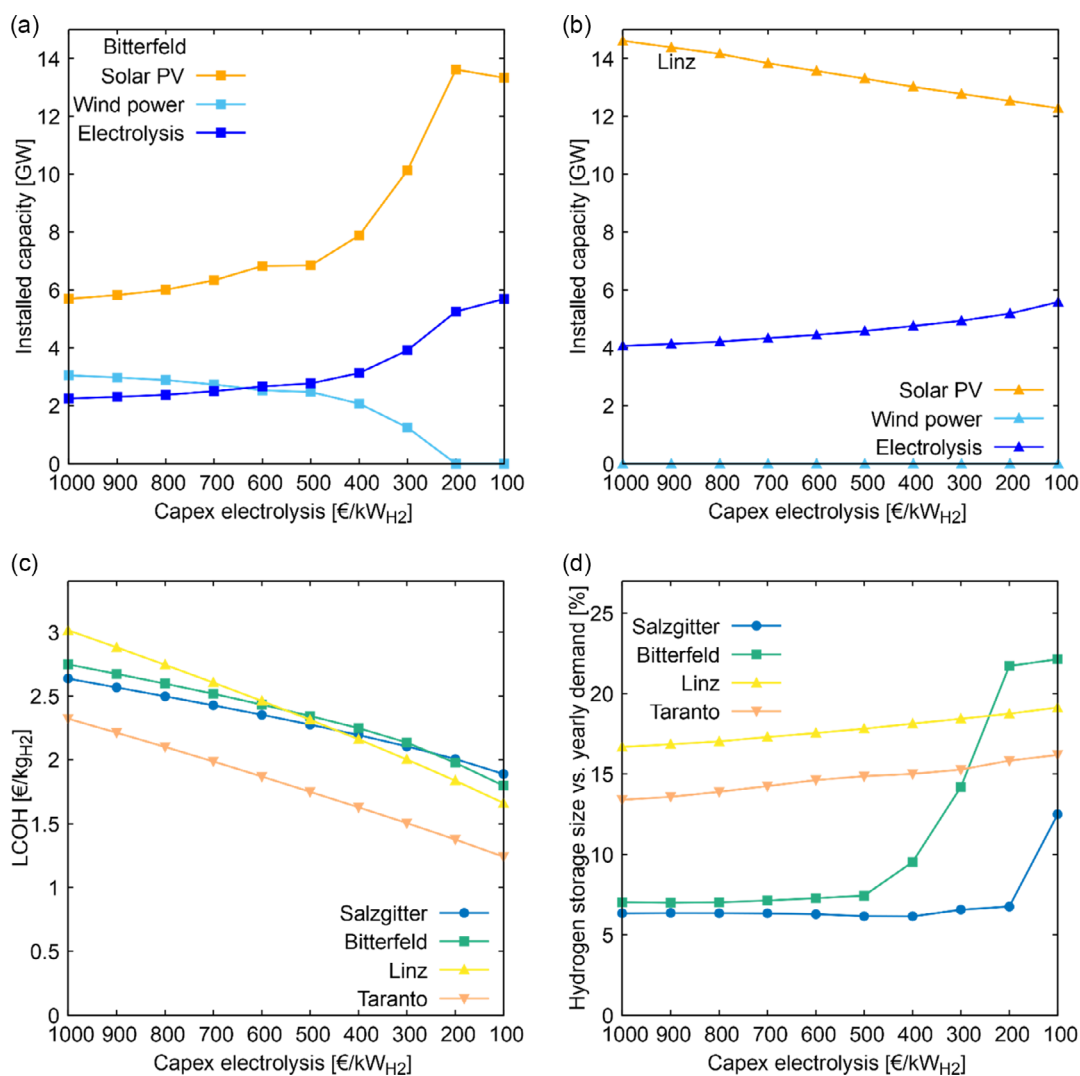 (a)
Bitterfeld
Solar PV
Wind power
Electrolysis
Installed capacity [GW]
14
12
10
8
6
4
2
0
1000 900 800 700 600 500 400 300 200 100
Capex electrolysis [€/kW_H2]
(b)
Linz
Installed capacity [GW]
14
12
10
8
6
4
2
0
Solar PV
Wind power
Electrolysis
1000 900 800 700 600 500 400 300 200 100
Capex electrolysis [€/kW_H2]
(c)
LCOH [€/kg_H2]
3
2.5
2
1.5
1
0.5
0
Salzgitter
Bitterfeld
Linz
Taranto
1000 900 800 700 600 500 400 300 200 100
Capex electrolysis [€/kW_H2]
(d)
Salzgitter
Bitterfeld
Linz
Taranto
Hydrogen storage size vs. yearly demand [%]
25
20
15
10
5
0
1000 900 800 700 600 500 400 300 200 100
Capex electrolysis [€/kW_H2]